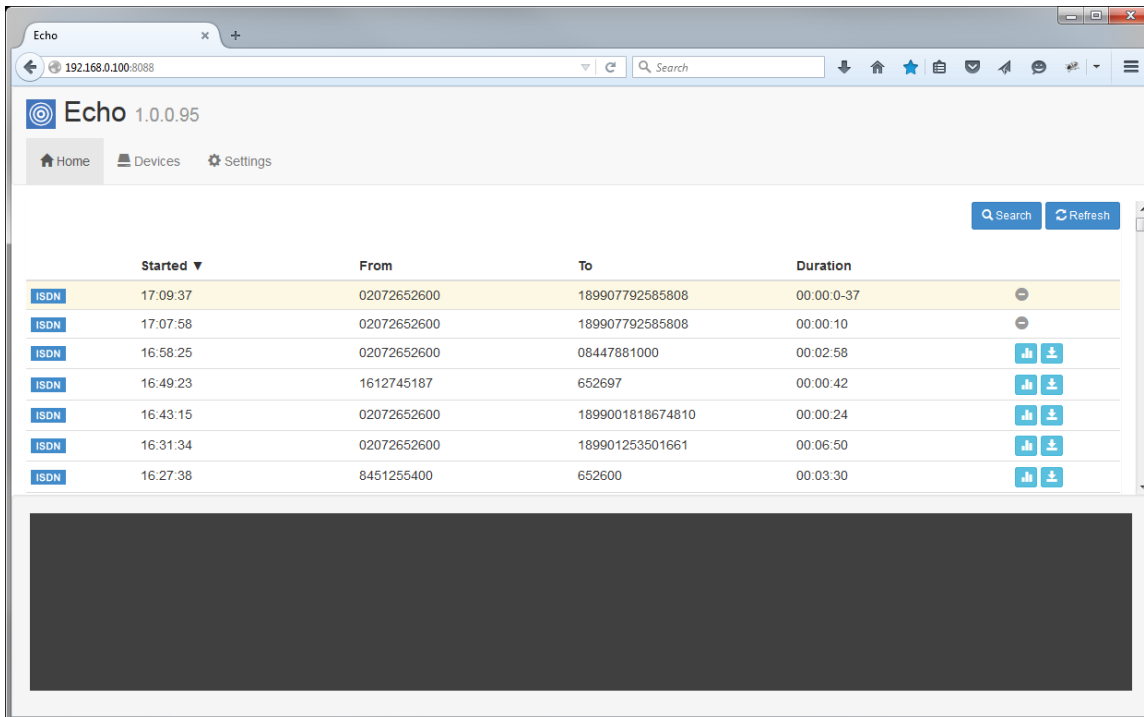 Echo
192.168.0.100:8088
Search
Echo 1.0.0.95
Home Devices Settings
Search Refresh
Started ▼ From To Duration
ISDN 17:09:37 02072652600 189907792585808 00:00:0-37
ISDN 17:07:58 02072652600 189907792585808 00:00:10
ISDN 16:58:25 02072652600 08447881000 00:02:58
ISDN 16:49:23 1612745187 652697 00:00:42
ISDN 16:43:15 02072652600 1899001818674810 00:00:24
ISDN 16:31:34 02072652600 189901253501661 00:06:50
ISDN 16:27:38 8451255400 652600 00:03:30